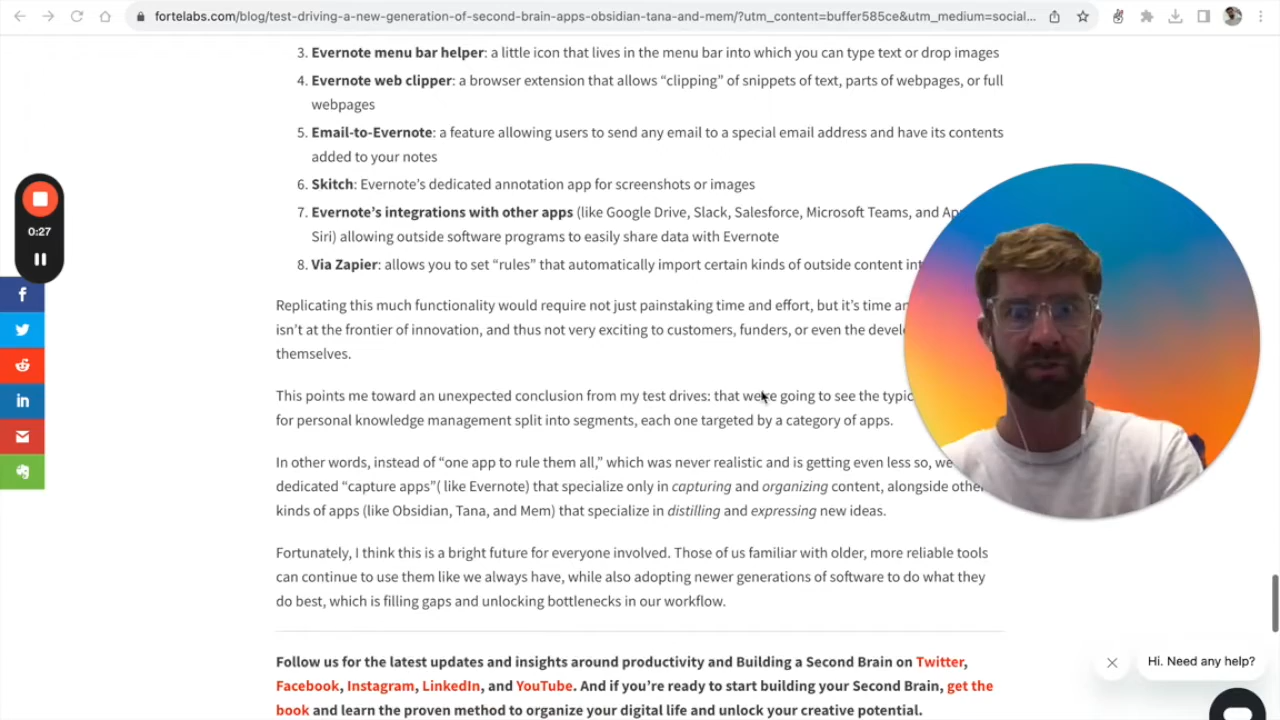 fortelabs.com/blog/test-driving-a-new-generation-of-second-brain-apps-obsidian-tana-and-mem/?utm_content=buffer585ce&utm_medium=social...
3. Evernote menu bar helper: a little icon that lives in the menu bar into which you can type text or drop images
4. Evernote web clipper: a browser extension that allows “clipping” of snippets of text, parts of webpages, or full
webpages
5. Email-to-Evernote: a feature allowing users to send any email to a special email address and have its contents
added to your notes
6. Skitch: Evernote’s dedicated annotation app for screenshots or images
7. Evernote’s integrations with other apps (like Google Drive, Slack, Salesforce, Microsoft Teams, and
Siri) allowing outside software programs to easily share data with Evernote
0:27
8. Via Zapier: allows you to set “rules” that automatically import certain kinds of outside content
Replicating this much functionality would require not just painstaking time and effort, but it’s time
isn’t at the frontier of innovation, and thus not very exciting to customers, funders, or even the
themselves.
This points me toward an unexpected conclusion from my test drives: that we’re going to see the
for personal knowledge management split into segments, each one targeted by a category of apps.
In other words, instead of “one app to rule them all,” which was never realistic and is getting even less so, we
dedicated “capture apps”( like Evernote) that specialize only in capturing and organizing content, alongside
kinds of apps (like Obsidian, Tana, and Mem) that specialize in distilling and expressing new ideas.
Fortunately, I think this is a bright future for everyone involved. Those of us familiar with older, more reliable tools
can continue to use them like we always have, while also adopting newer generations of software to do what they
do best, which is filling gaps and unlocking bottlenecks in our workflow.
Follow us for the latest updates and insights around productivity and Building a Second Brain on Twitter,
Facebook, Instagram, LinkedIn, and YouTube. And if you’re ready to start building your Second Brain, get the
book and learn the proven method to organize your digital life and unlock your creative potential.
Hi. Need any help?